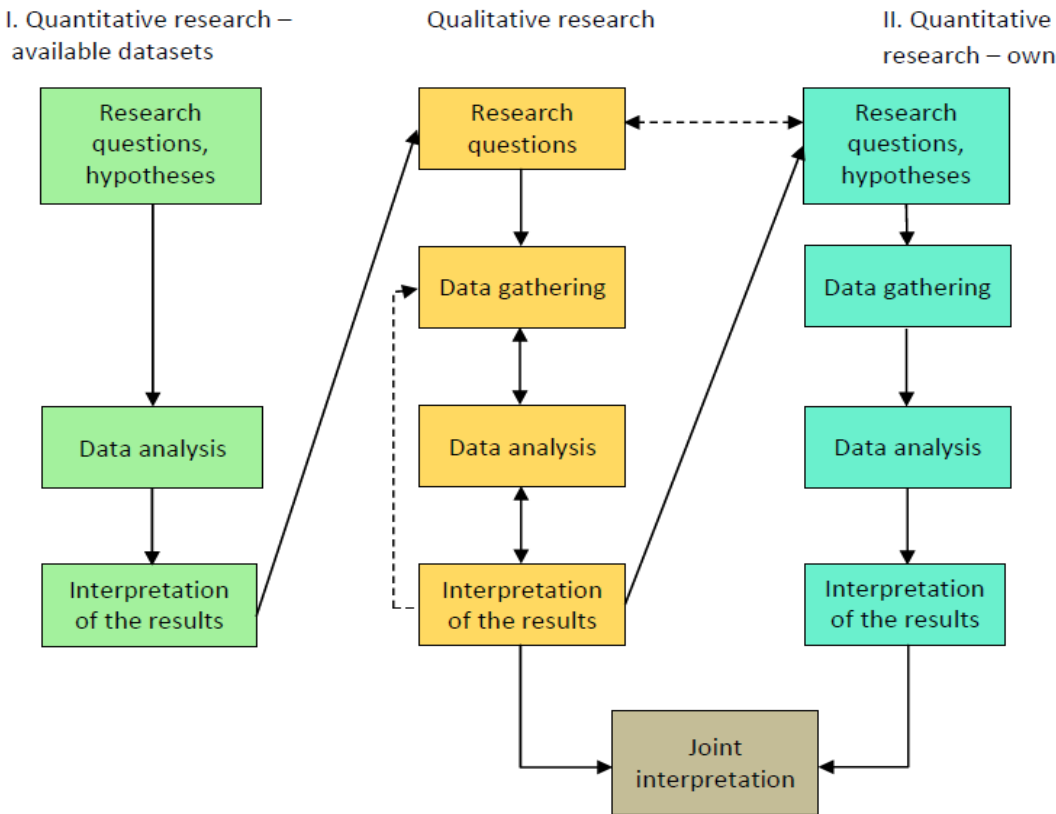 I. Quantitative research –
available datasets
Qualitative research
II. Quantitative
research – own
Research
questions,
hypotheses
Research
questions
Research
questions,
hypotheses
Data gathering
Data gathering
Data analysis
Data analysis
Data analysis
Interpretation
of the results
Interpretation
of the results
Interpretation
of the results
Joint
interpretation